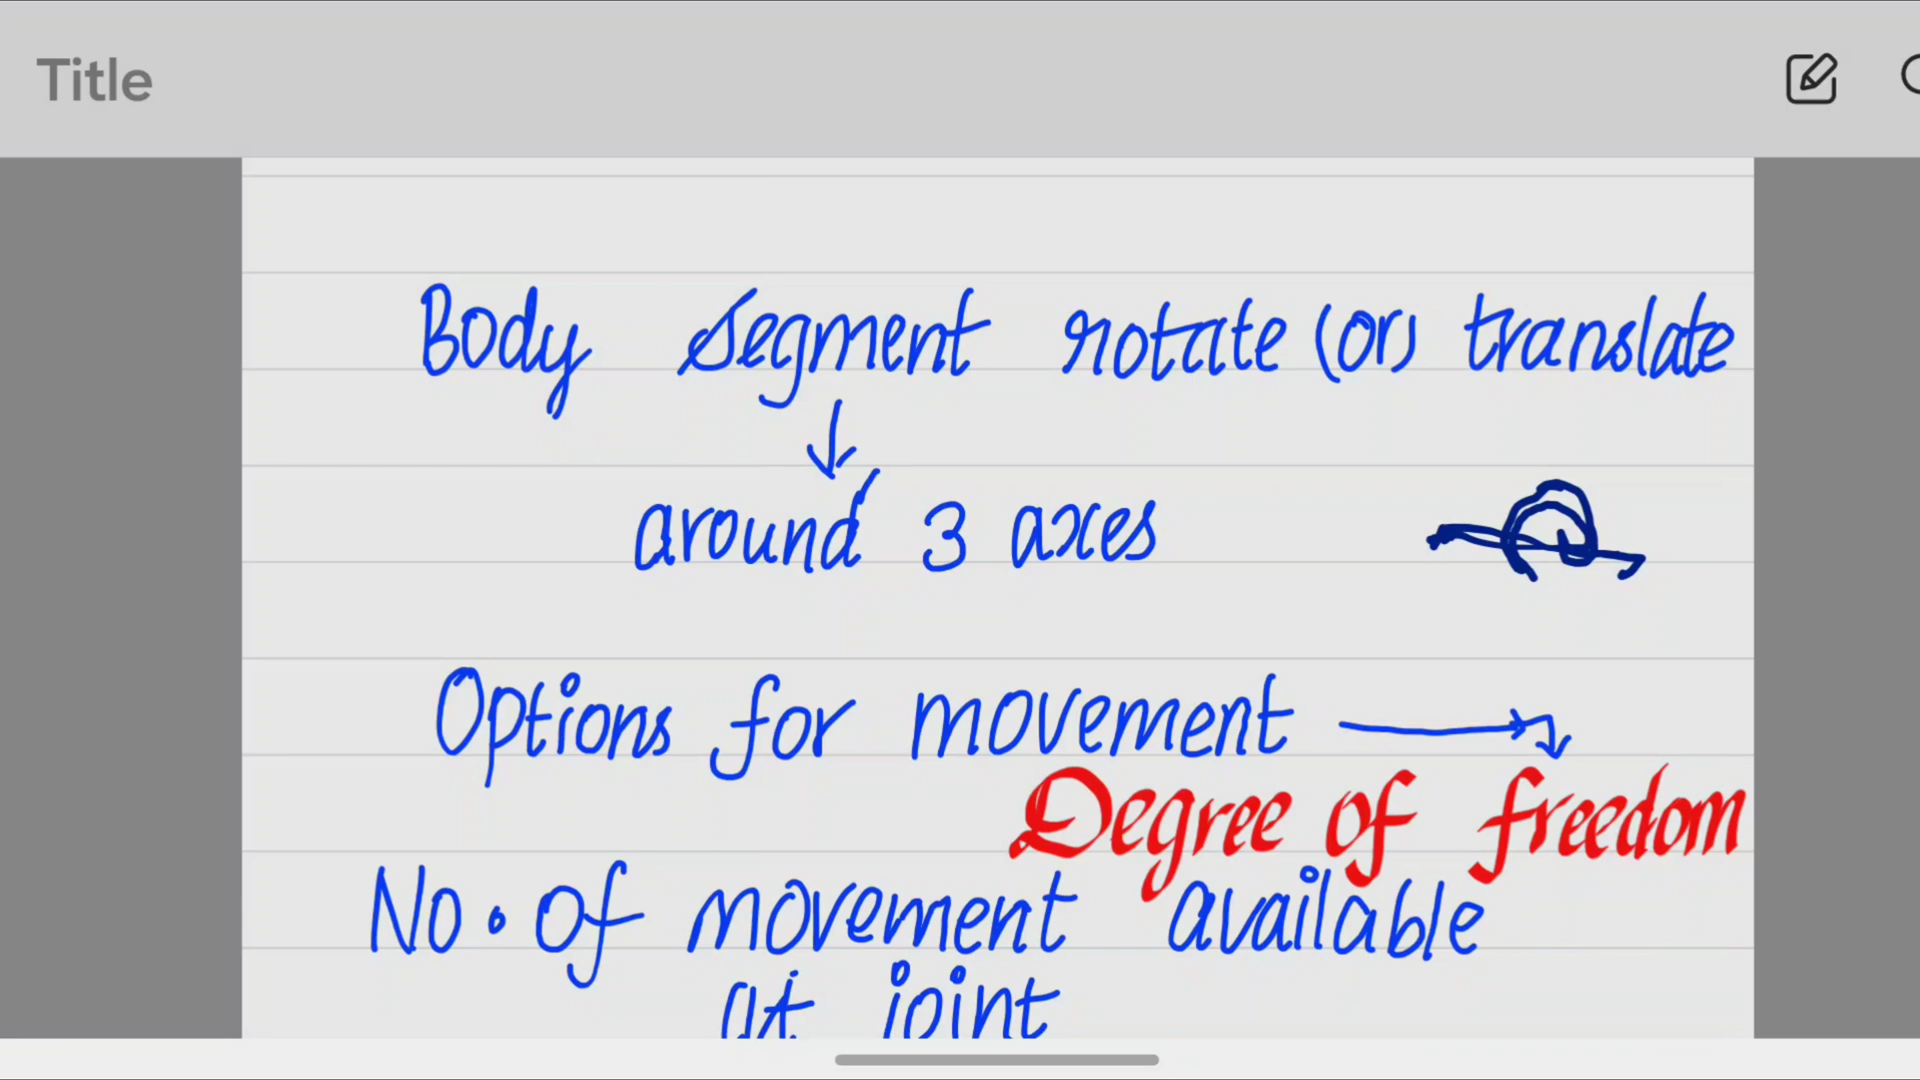 Title
Body segment rotate (or) translate
↓
around 3 axes
Options for movement →
Degree of freedom
No. of movement available
at joint